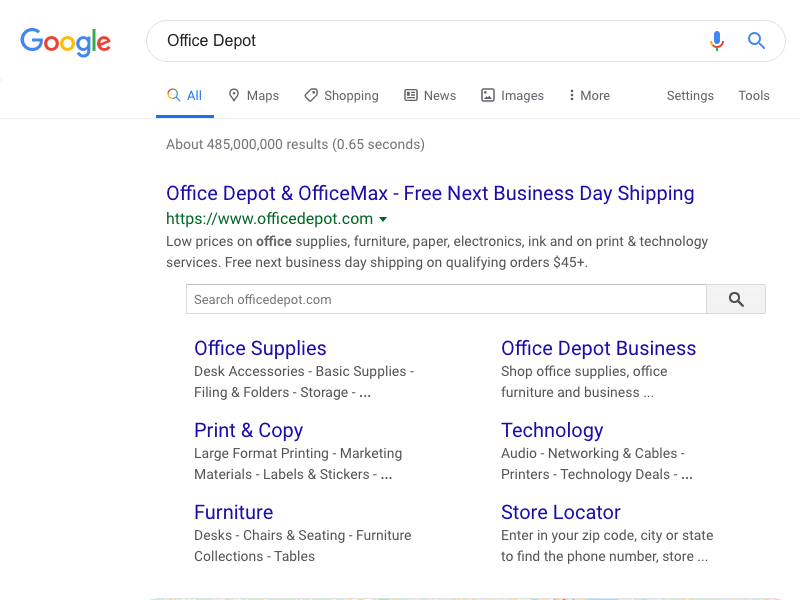 Google
Office Depot
All Maps Shopping News Images More Settings Tools
About 485,000,000 results (0.65 seconds)
Office Depot & OfficeMax - Free Next Business Day Shipping
https://www.officedepot.com
Low prices on office supplies, furniture, paper, electronics, ink and on print & technology
services. Free next business day shipping on qualifying orders $45+.
Search officedepot.com
Office Supplies
Desk Accessories - Basic Supplies -
Filing & Folders - Storage - ...
Office Depot Business
Shop office supplies, office
furniture and business ...
Print & Copy
Large Format Printing - Marketing
Materials - Labels & Stickers - ...
Technology
Audio - Networking & Cables -
Printers - Technology Deals - ...
Furniture
Desks - Chairs & Seating - Furniture
Collections - Tables
Store Locator
Enter in your zip code, city or state
to find the phone number, store ...